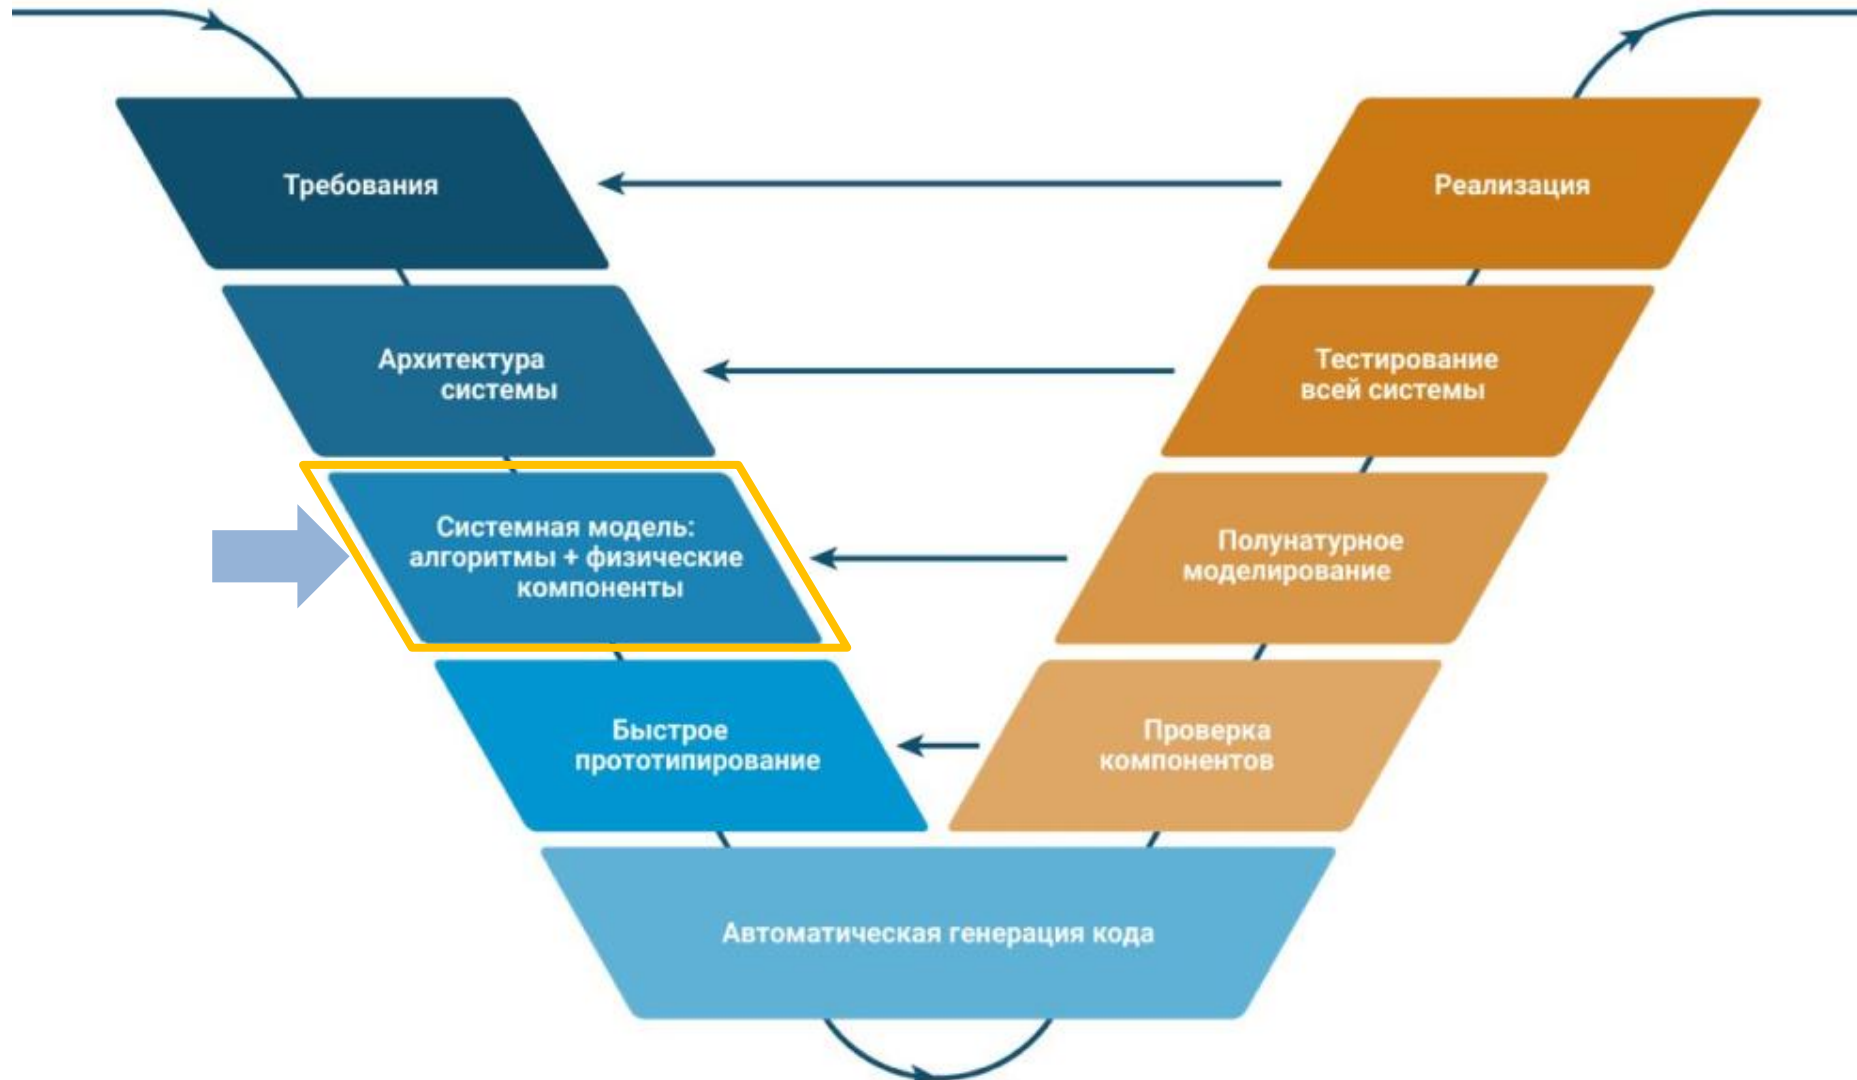 Требования
Реализация
Архитектура
системы
Тестирование
всей системы
Системная модель:
алгоритмы + физические
компоненты
Полунатурное
моделирование
Быстрое
прототипирование
Проверка
компонентов
Автоматическая генерация кода